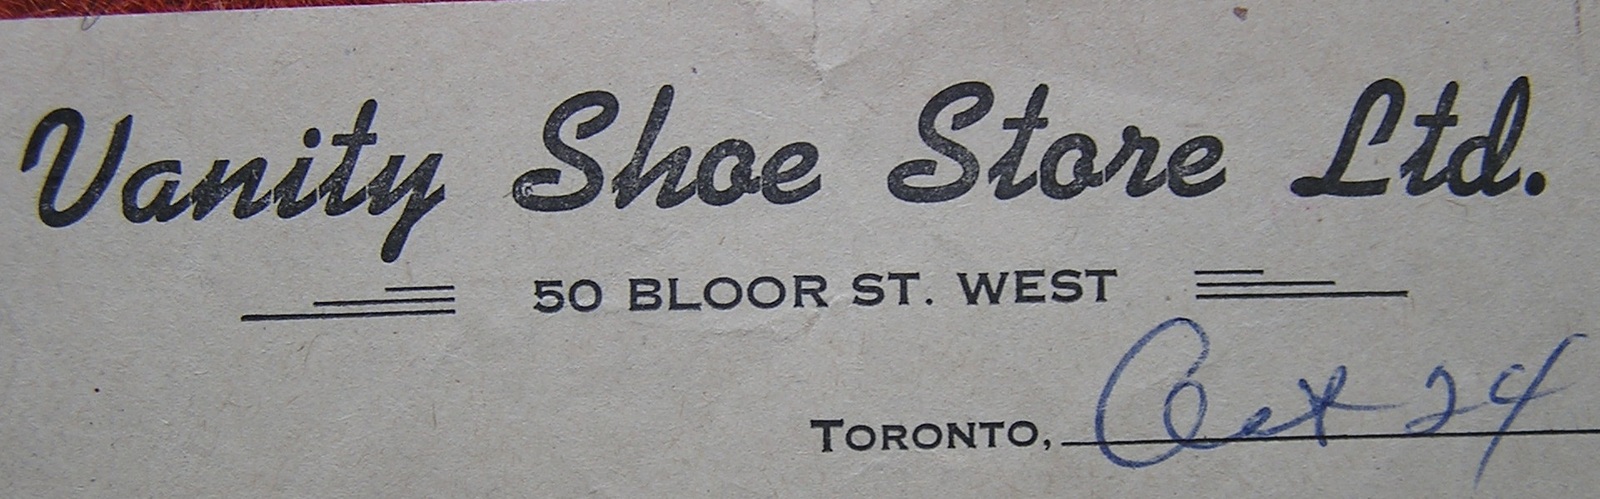 Vanity Shoe Store Ltd.
50 BLOOR ST. WEST
TORONTO, Oct 24